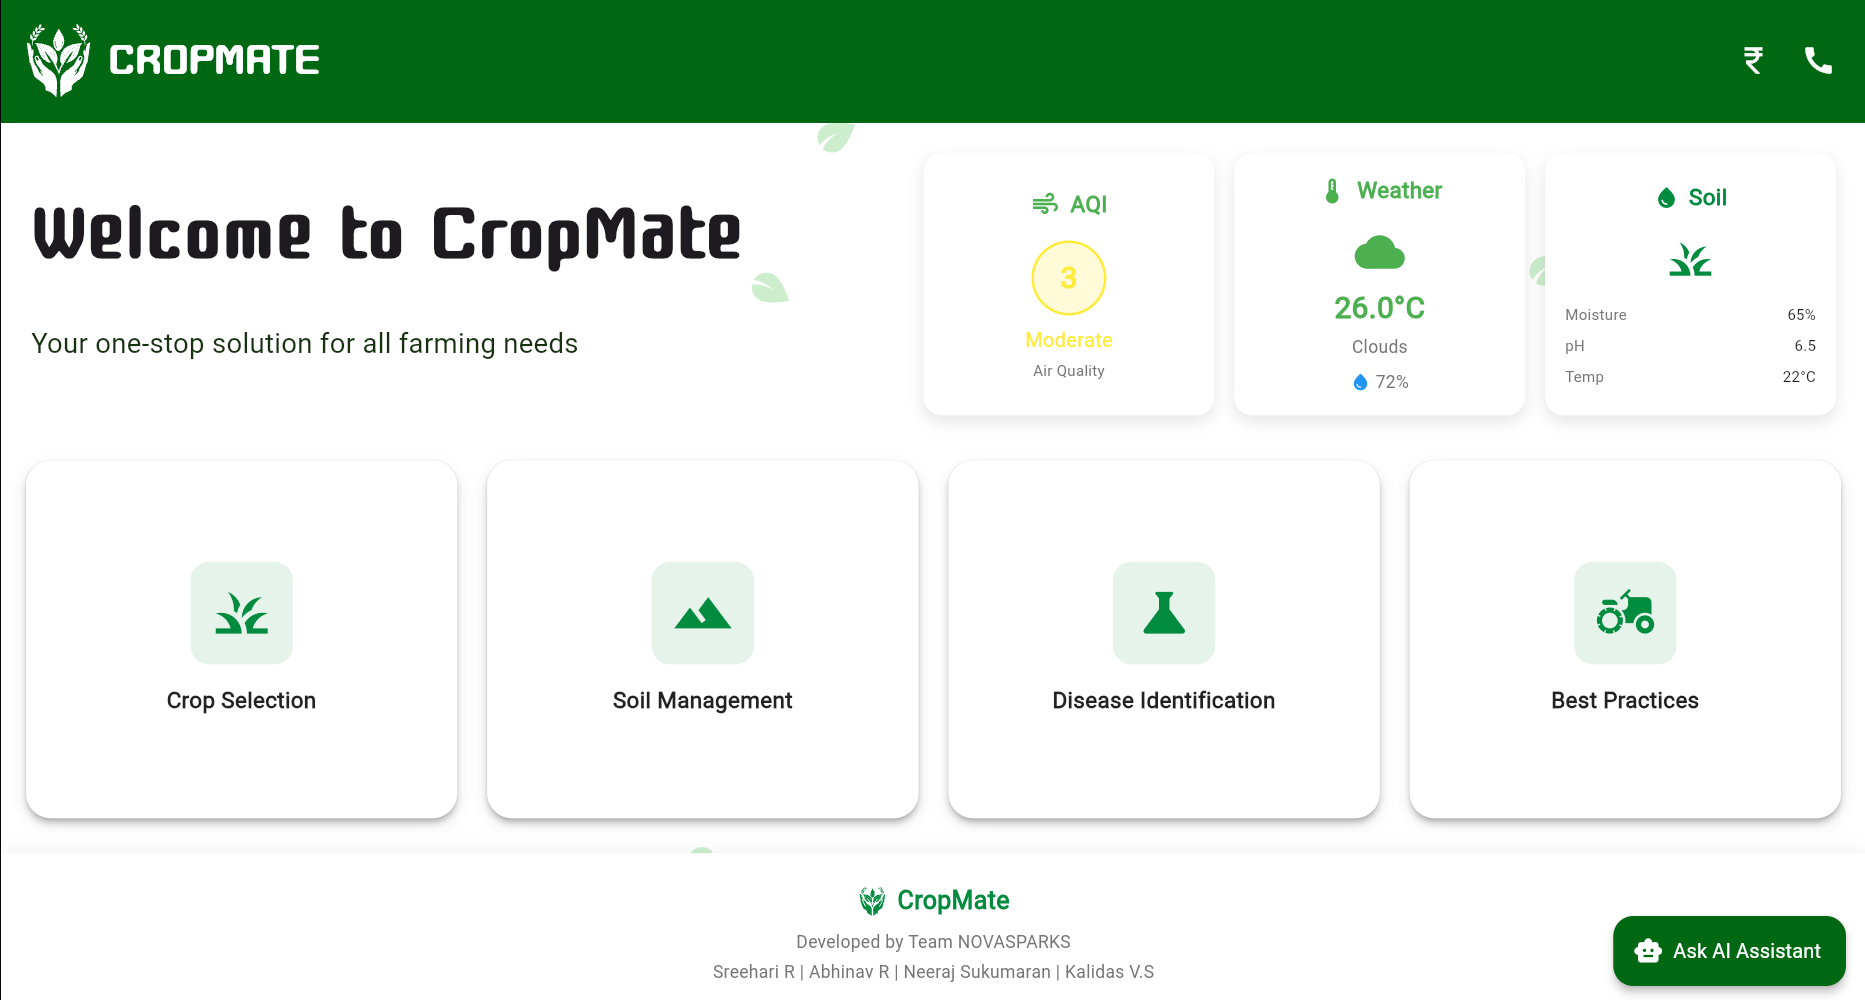 CROPMATE
₹
Welcome to CropMate
Your one-stop solution for all farming needs
AQI
3
Moderate
Air Quality
Weather
26.0°C
Clouds
72%
Soil
Moisture 65%
pH 6.5
Temp 22°C
Crop Selection
Soil Management
Disease Identification
Best Practices
CropMate
Developed by Team NOVASPARKS
Sreehari R | Abhinav R | Neeraj Sukumaran | Kalidas V.S
Ask AI Assistant